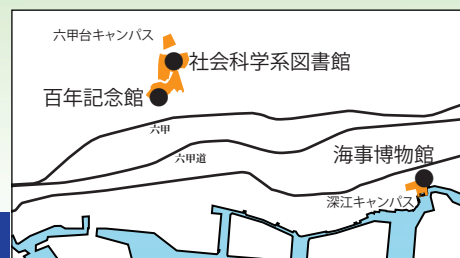 六甲台キャンパス
社会科学系図書館
百年記念館
六甲
六甲道
海事博物館
深江キャンパス